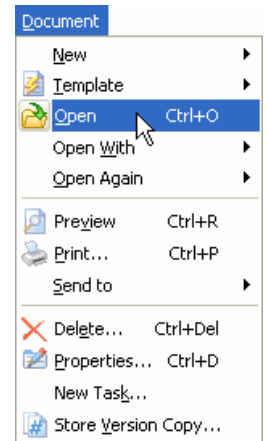 Document
New
Template
Open Ctrl+O
Open With
Open Again
Preview Ctrl+R
Print... Ctrl+P
Send to
Delete... Ctrl+Del
Properties... Ctrl+D
New Task...
Store Version Copy...